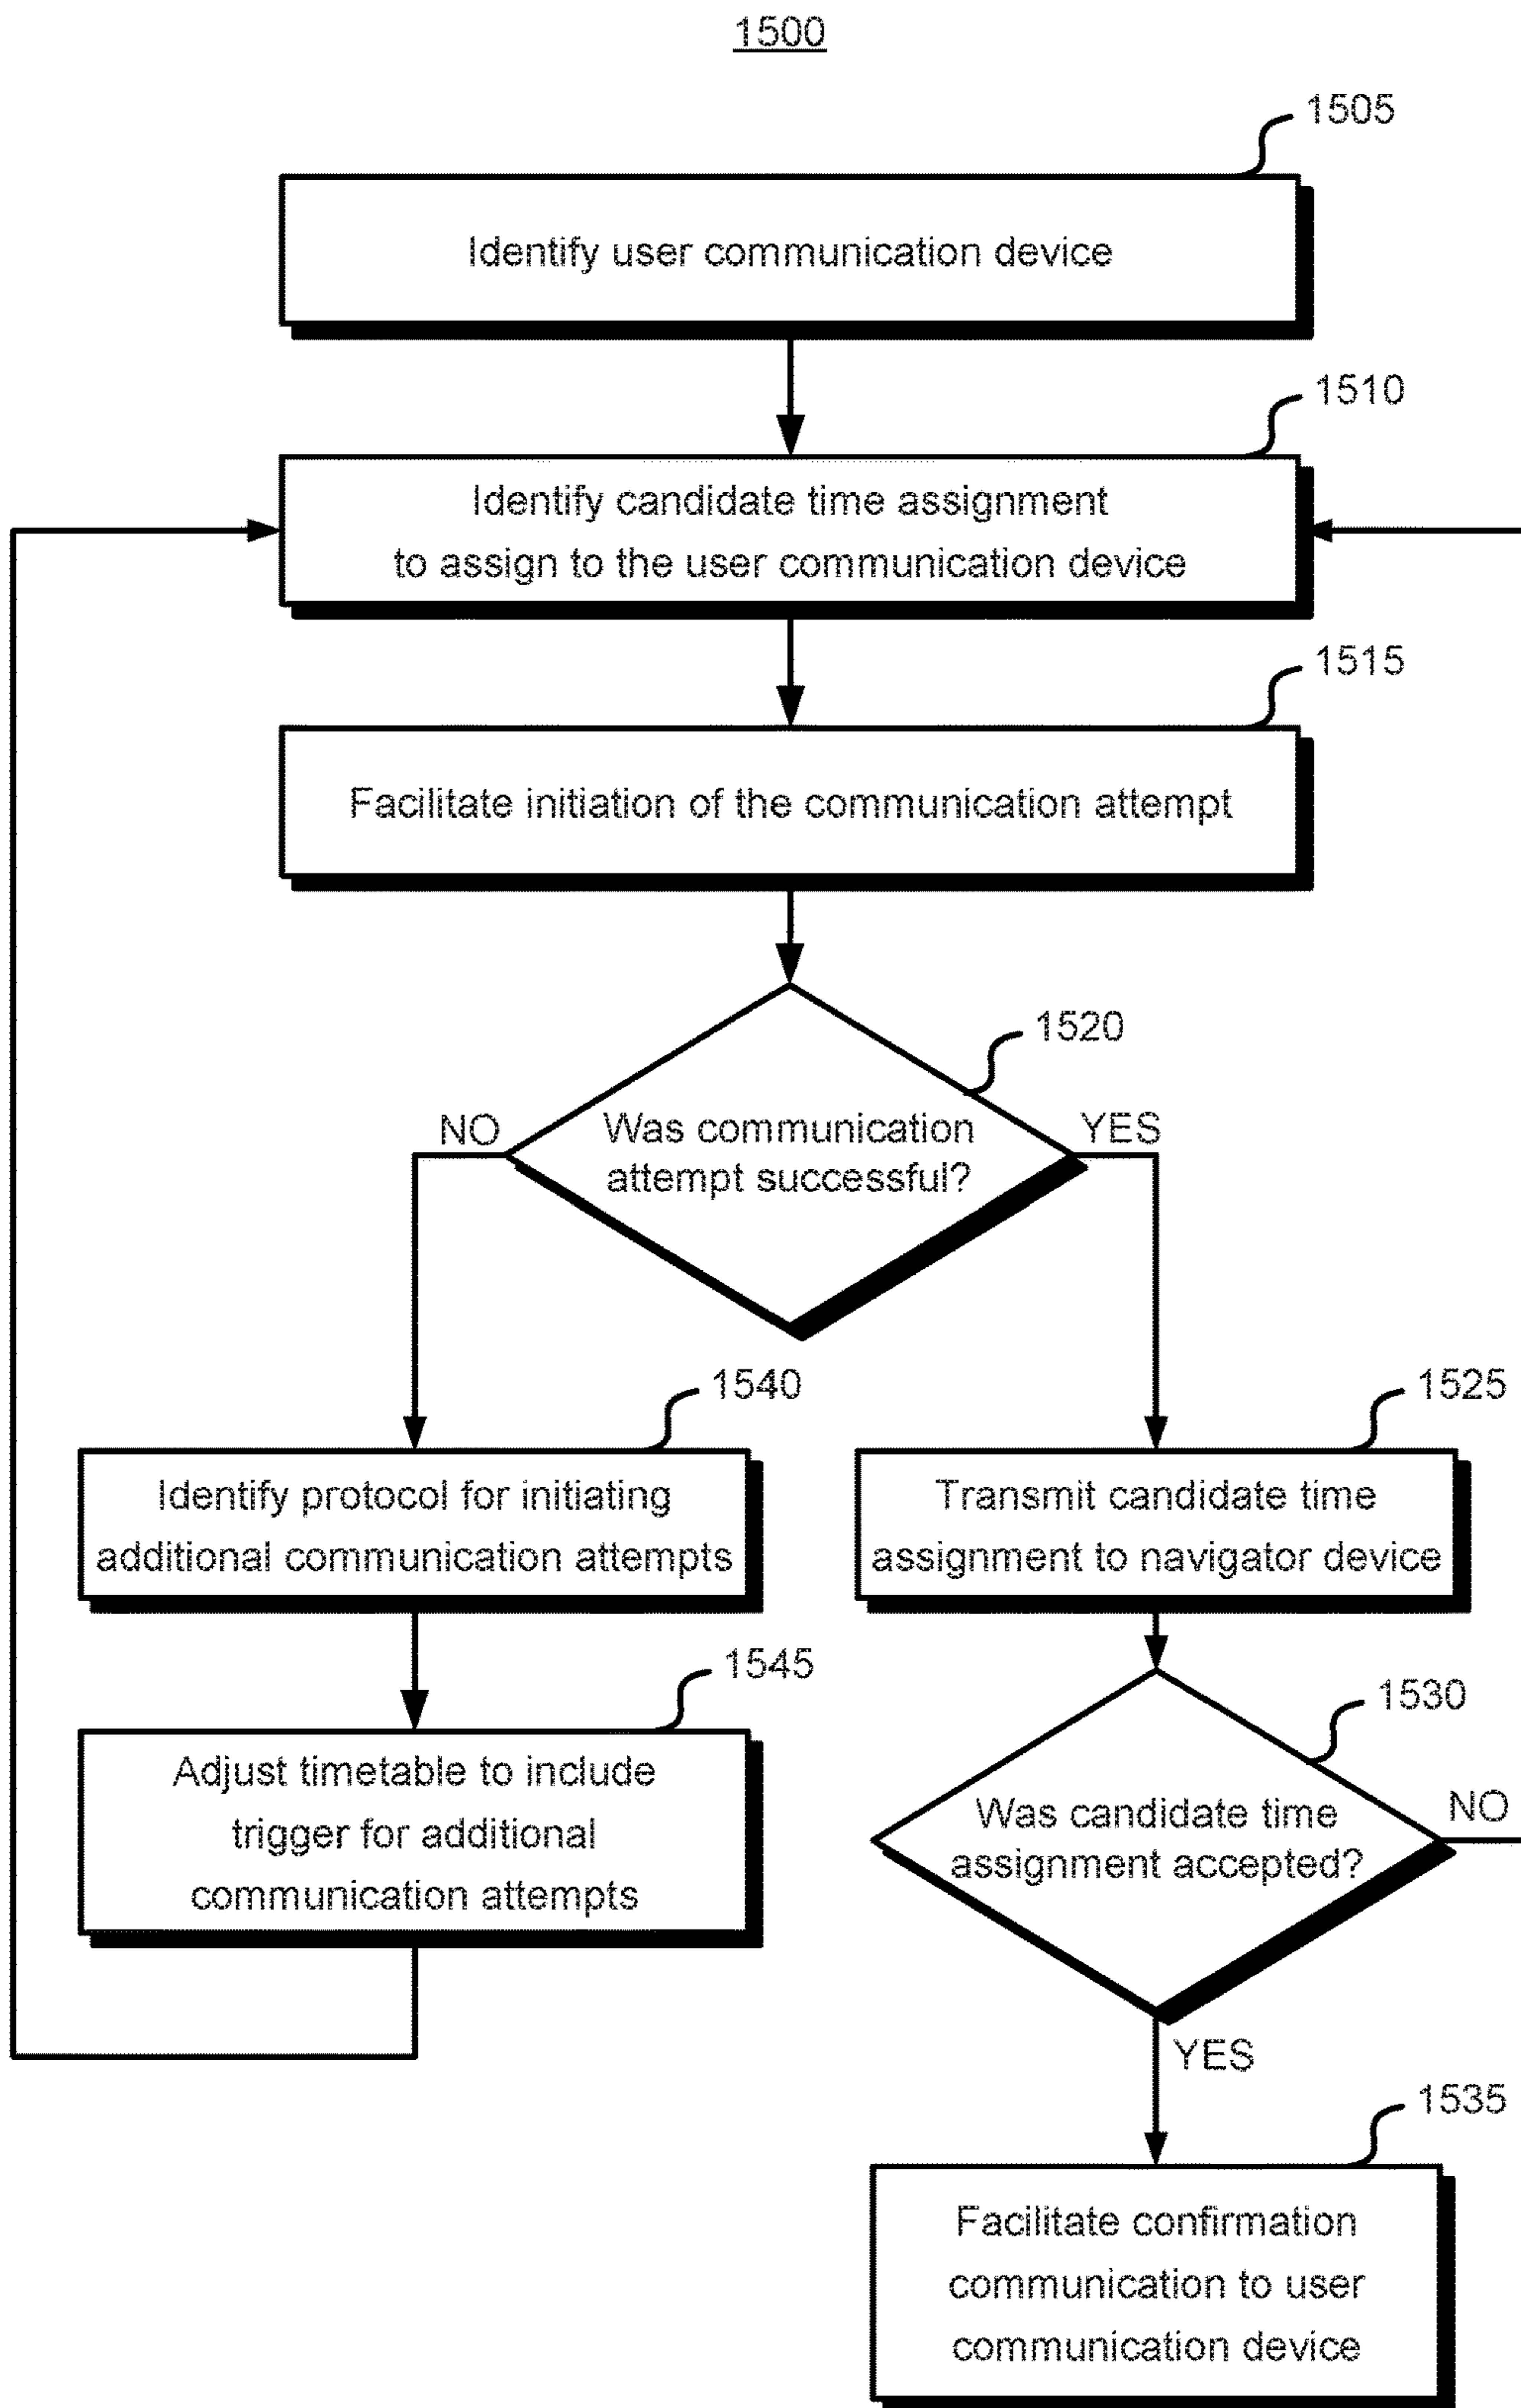 1500
1505
Identify user communication device
1510
Identify candidate time assignment
to assign to the user communication device
1515
Facilitate initiation of the communication attempt
1520
NO
YES
Was communication
attempt successful?
1540
1525
Identify protocol for initiating
additional communication attempts
Transmit candidate time
assignment to navigator device
1545
1530
Adjust timetable to include
trigger for additional
communication attempts
Was candidate time
assignment accepted?
NO
YES
1535
Facilitate confirmation
communication to user
communication device